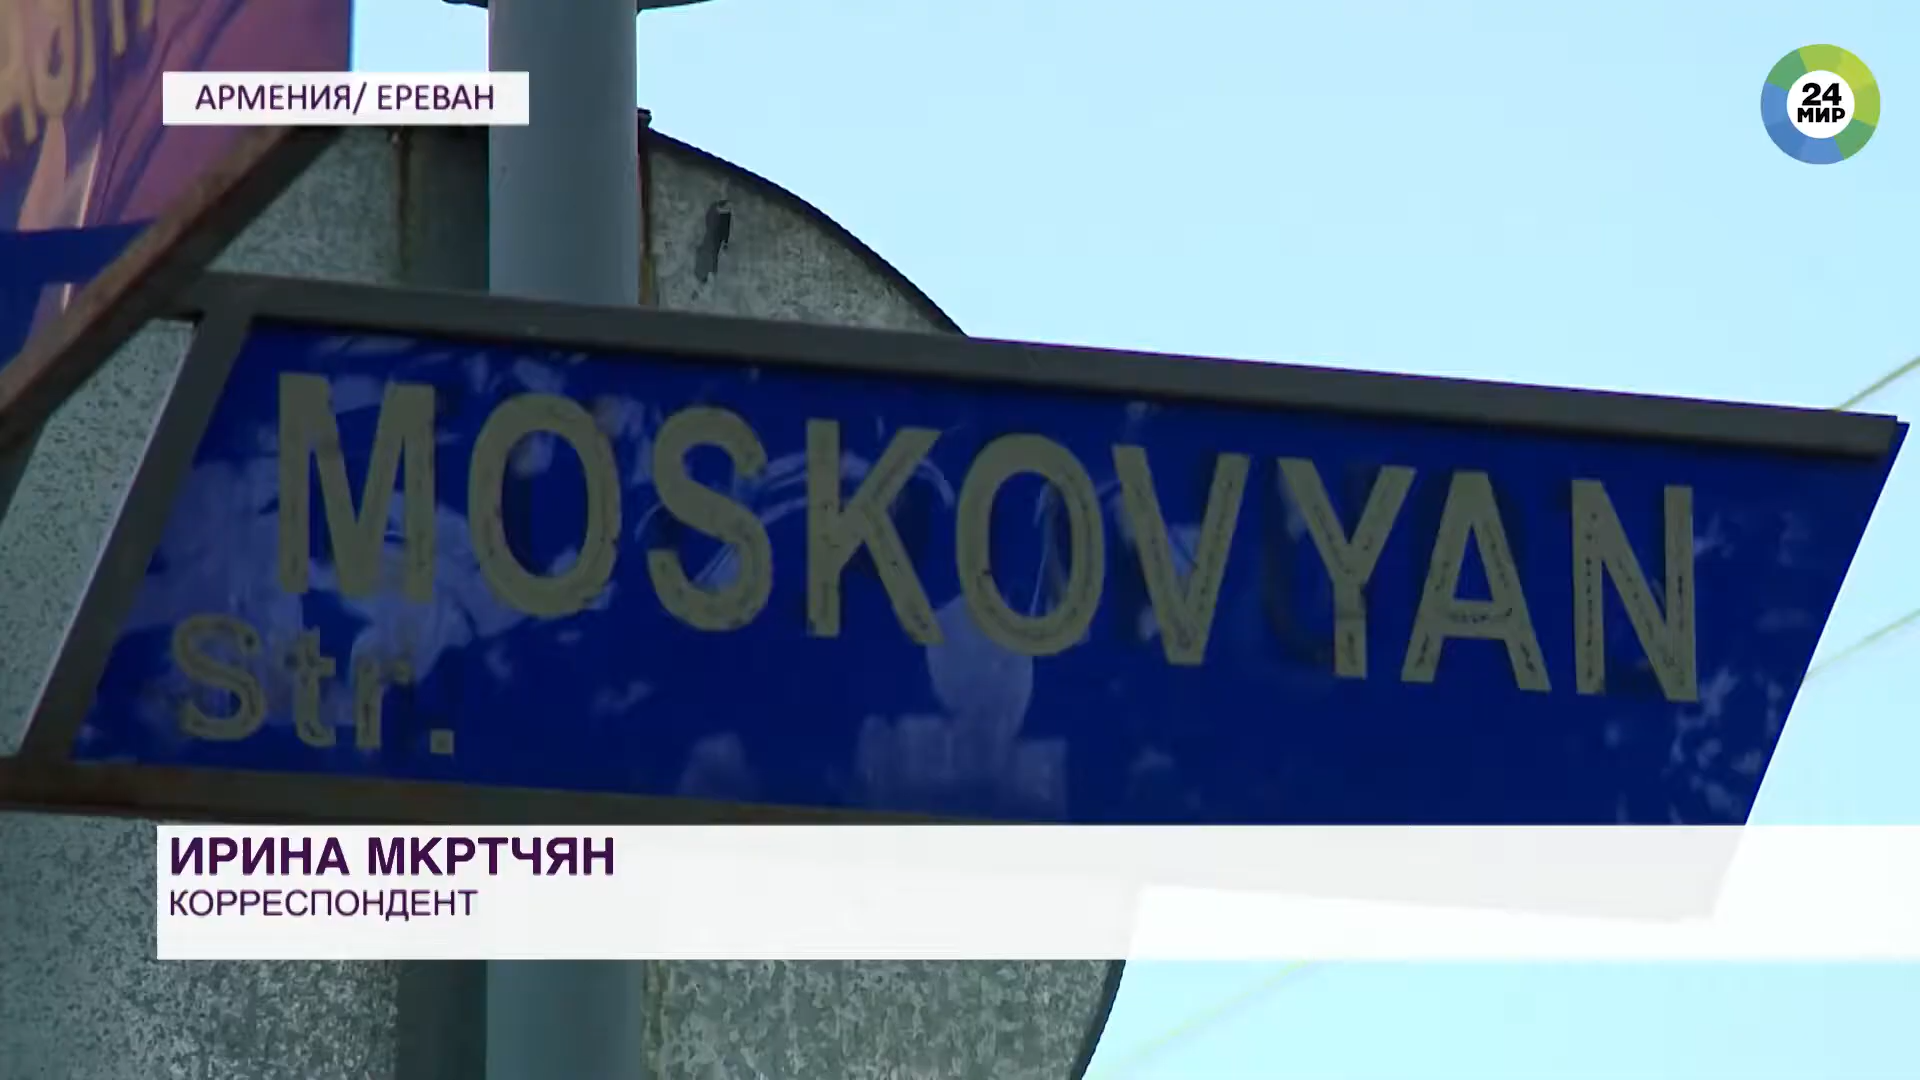 АРМЕНИЯ/ ЕРЕВАН
24
МИР
MOSKOVYAN
Str.
ИРИНА МКРТЧЯН
КОРРЕСПОНДЕНТ